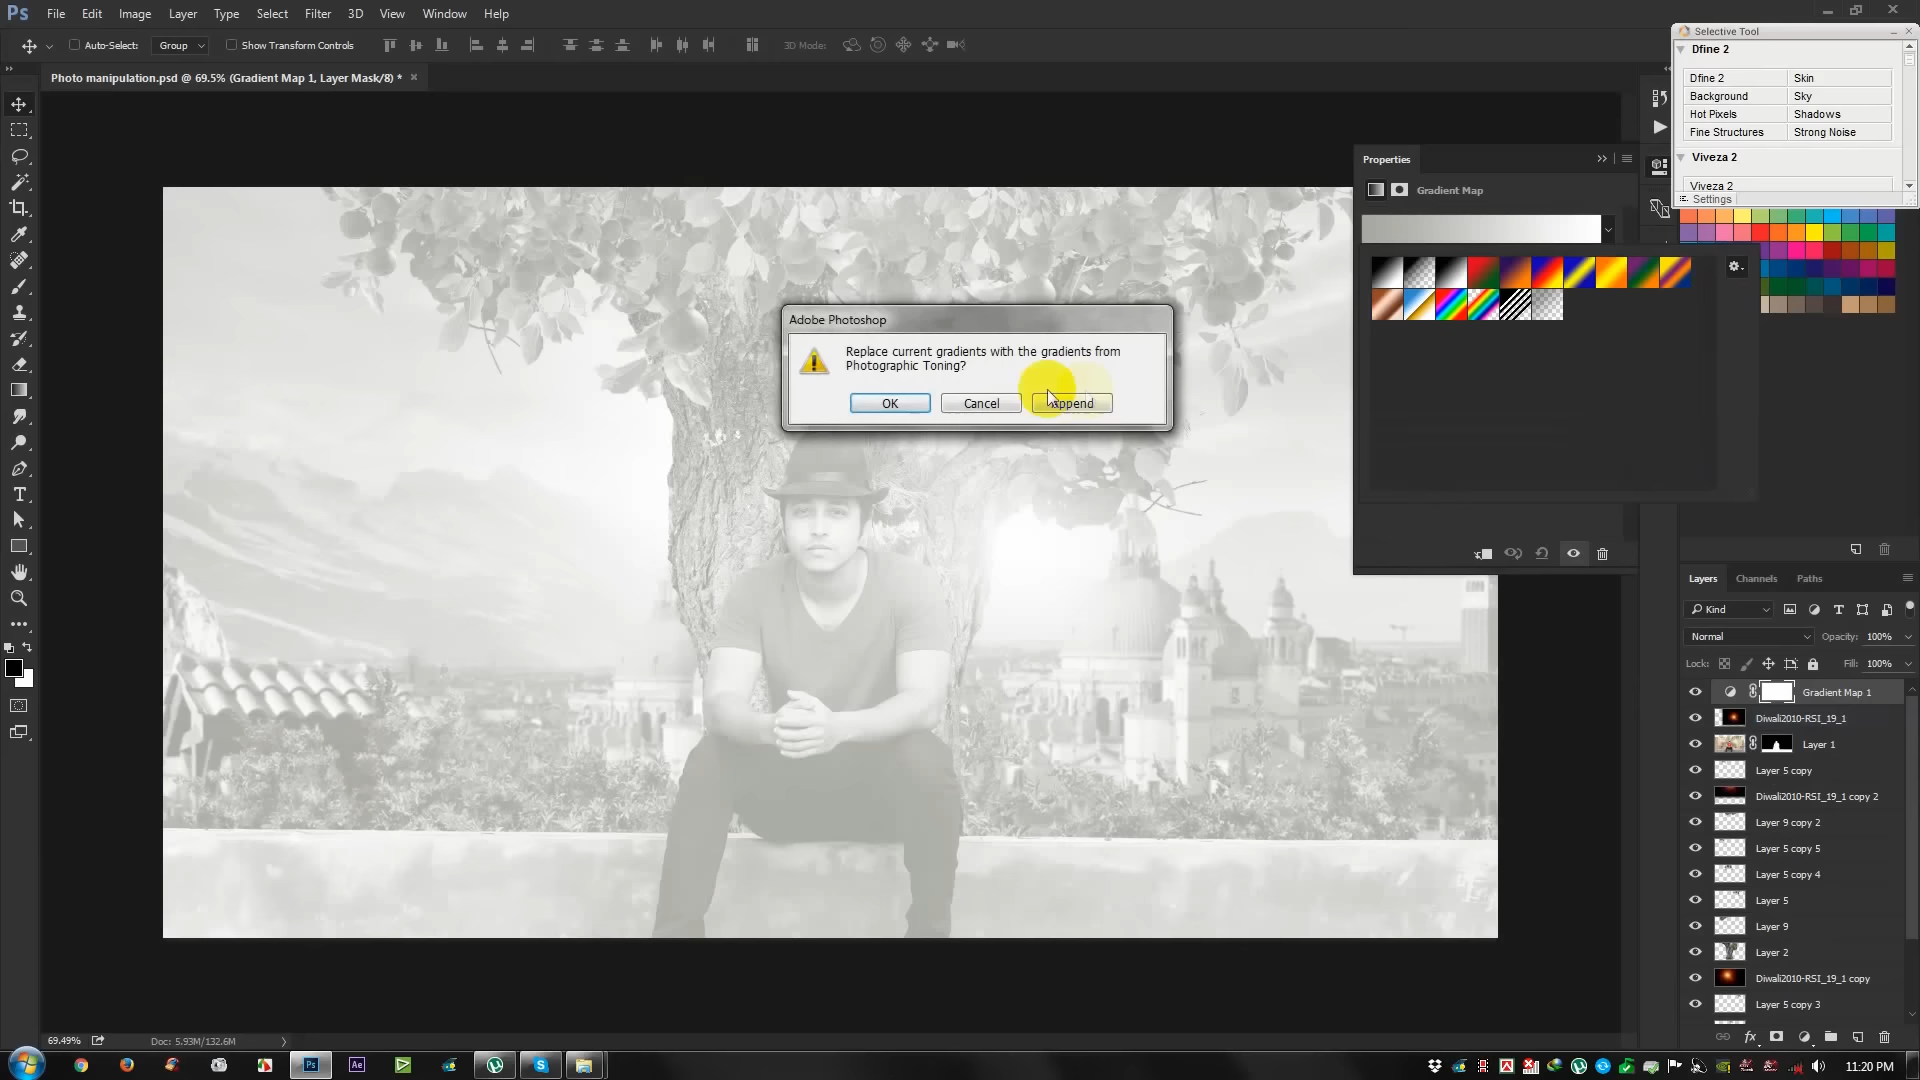 Ps File Edit Image Layer Type Select Filter 3D View Window Help
Auto-Select: Group Show Transform Controls 3D Mode:
Photo manipulation.psd @ 69.5% (Gradient Map 1, Layer Mask/8) *
Selective Tool
Dfine 2
Dfine 2 Skin
Background Sky
Hot Pixels Shadows
Fine Structures Strong Noise
Viveza 2
Viveza 2
Settings
Properties
Gradient Map
Adobe Photoshop
Replace current gradients with the gradients from
Photographic Toning?
OK Cancel Append
Layers Channels Paths
Kind
Normal Opacity: 100%
Lock: Fill: 100%
Gradient Map 1
Diwali2010-RSI_19_1
Layer 1
Layer 5 copy
Diwali2010-RSI_19_1 copy 2
Layer 9 copy 2
Layer 5 copy 5
Layer 5 copy 4
Layer 5
Layer 9
Layer 2
Diwali2010-RSI_19_1 copy
Layer 5 copy 3
fx
69.49% Doc: 5.93M/132.6M
Ps Ae 11:20 PM